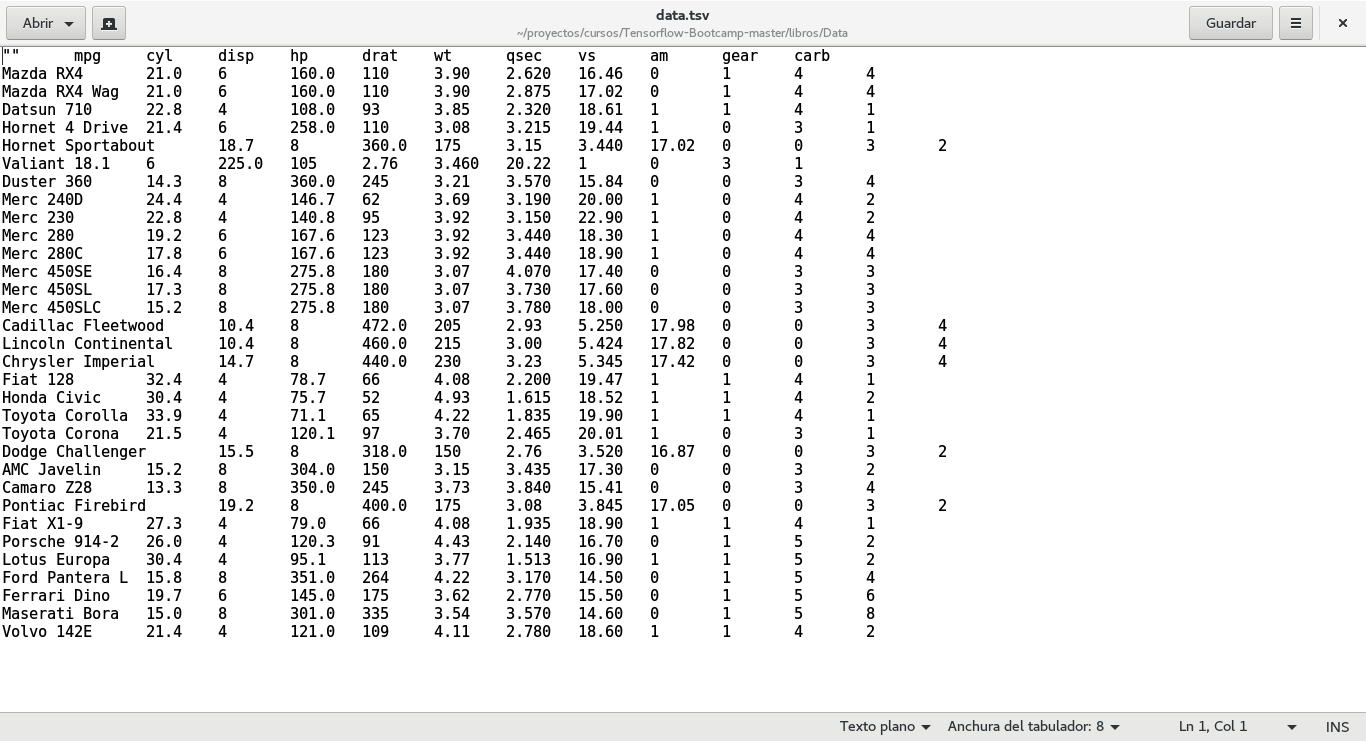 Abrir
data.tsv
~/proyectos/cursos/Tensorflow-Bootcamp-master/libros/Data
Guardar
"" mpg cyl disp hp drat wt qsec vs am gear carb
Mazda RX4 21.0 6 160.0 110 3.90 2.620 16.46 0 1 4 4
Mazda RX4 Wag 21.0 6 160.0 110 3.90 2.875 17.02 0 1 4 4
Datsun 710 22.8 4 108.0 93 3.85 2.320 18.61 1 1 4 1
Hornet 4 Drive 21.4 6 258.0 110 3.08 3.215 19.44 1 0 3 1
Hornet Sportabout 18.7 8 360.0 175 3.15 3.440 17.02 0 0 3 2
Valiant 18.1 6 225.0 105 2.76 3.460 20.22 1 0 3 1
Duster 360 14.3 8 360.0 245 3.21 3.570 15.84 0 0 3 4
Merc 240D 24.4 4 146.7 62 3.69 3.190 20.00 1 0 4 2
Merc 230 22.8 4 140.8 95 3.92 3.150 22.90 1 0 4 2
Merc 280 19.2 6 167.6 123 3.92 3.440 18.30 1 0 4 4
Merc 280C 17.8 6 167.6 123 3.92 3.440 18.90 1 0 4 4
Merc 450SE 16.4 8 275.8 180 3.07 4.070 17.40 0 0 3 3
Merc 450SL 17.3 8 275.8 180 3.07 3.730 17.60 0 0 3 3
Merc 450SLC 15.2 8 275.8 180 3.07 3.780 18.00 0 0 3 3
Cadillac Fleetwood 10.4 8 472.0 205 2.93 5.250 17.98 0 0 3 4
Lincoln Continental 10.4 8 460.0 215 3.00 5.424 17.82 0 0 3 4
Chrysler Imperial 14.7 8 440.0 230 3.23 5.345 17.42 0 0 3 4
Fiat 128 32.4 4 78.7 66 4.08 2.200 19.47 1 1 4 1
Honda Civic 30.4 4 75.7 52 4.93 1.615 18.52 1 1 4 2
Toyota Corolla 33.9 4 71.1 65 4.22 1.835 19.90 1 1 4 1
Toyota Corona 21.5 4 120.1 97 3.70 2.465 20.01 1 0 3 1
Dodge Challenger 15.5 8 318.0 150 2.76 3.520 16.87 0 0 3 2
AMC Javelin 15.2 8 304.0 150 3.15 3.435 17.30 0 0 3 2
Camaro Z28 13.3 8 350.0 245 3.73 3.840 15.41 0 0 3 4
Pontiac Firebird 19.2 8 400.0 175 3.08 3.845 17.05 0 0 3 2
Fiat X1-9 27.3 4 79.0 66 4.08 1.935 18.90 1 1 4 1
Porsche 914-2 26.0 4 120.3 91 4.43 2.140 16.70 0 1 5 2
Lotus Europa 30.4 4 95.1 113 3.77 1.513 16.90 1 1 5 2
Ford Pantera L 15.8 8 351.0 264 4.22 3.170 14.50 0 1 5 4
Ferrari Dino 19.7 6 145.0 175 3.62 2.770 15.50 0 1 5 6
Maserati Bora 15.0 8 301.0 335 3.54 3.570 14.60 0 1 5 8
Volvo 142E 21.4 4 121.0 109 4.11 2.780 18.60 1 1 4 2
Texto plano Anchura del tabulador: 8 Ln 1, Col 1 INS